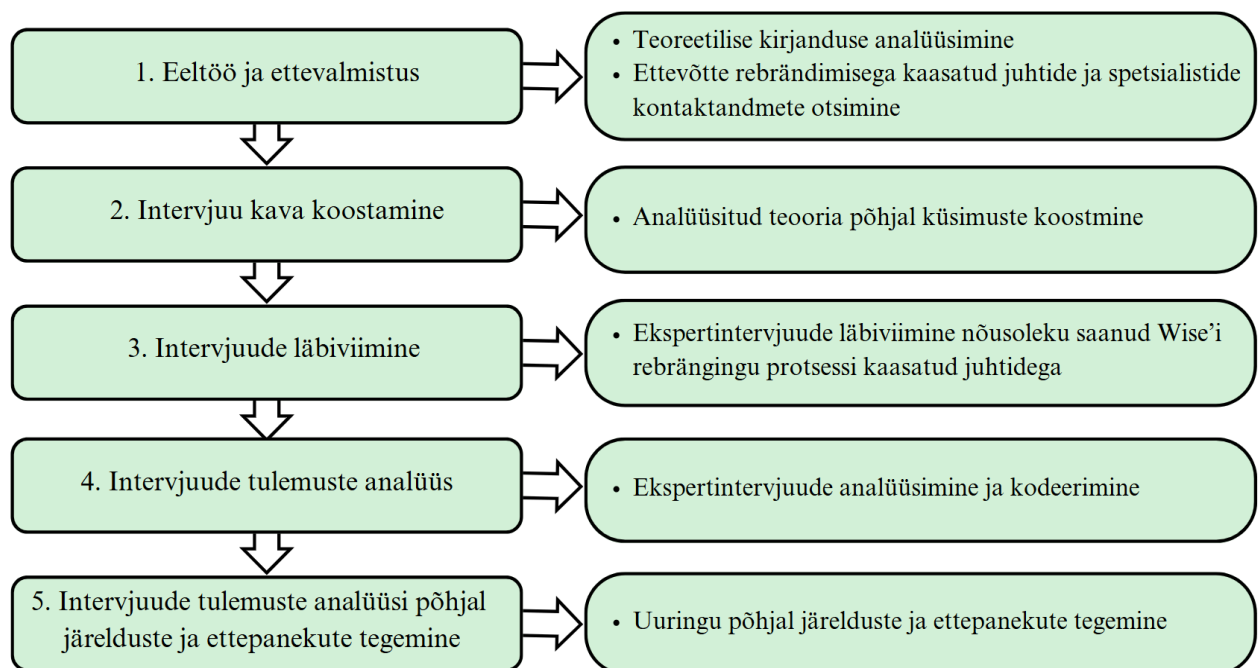 1. Eeltöö ja ettevalmistus
• Teoreetilise kirjanduse analüüsimine
• Ettevõtte rebrändimisega kaasatud juhtide ja spetsialistide
kontaktandmete otsimine
2. Intervjuu kava koostamine
• Analüüsitud teooria põhjal küsimuste koostmine
3. Intervjuude läbiviimine
• Ekspertintervjuude läbiviimine nõusoleku saanud Wise’i
rebrängingu protsessi kaasatud juhtidega
4. Intervjuude tulemuste analüüs
• Ekspertintervjuude analüüsimine ja kodeerimine
5. Intervjuude tulemuste analüüsi põhjal
järelduste ja ettepanekute tegemine
• Uuringu põhjal järelduste ja ettepanekute tegemine